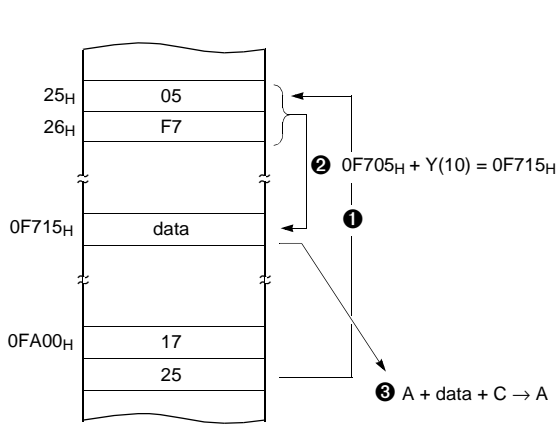 25H 05
26H F7
❷ 0F705H + Y(10) = 0F715H
❶
0F715H data
0FA00H 17
25
❸ A + data + C → A